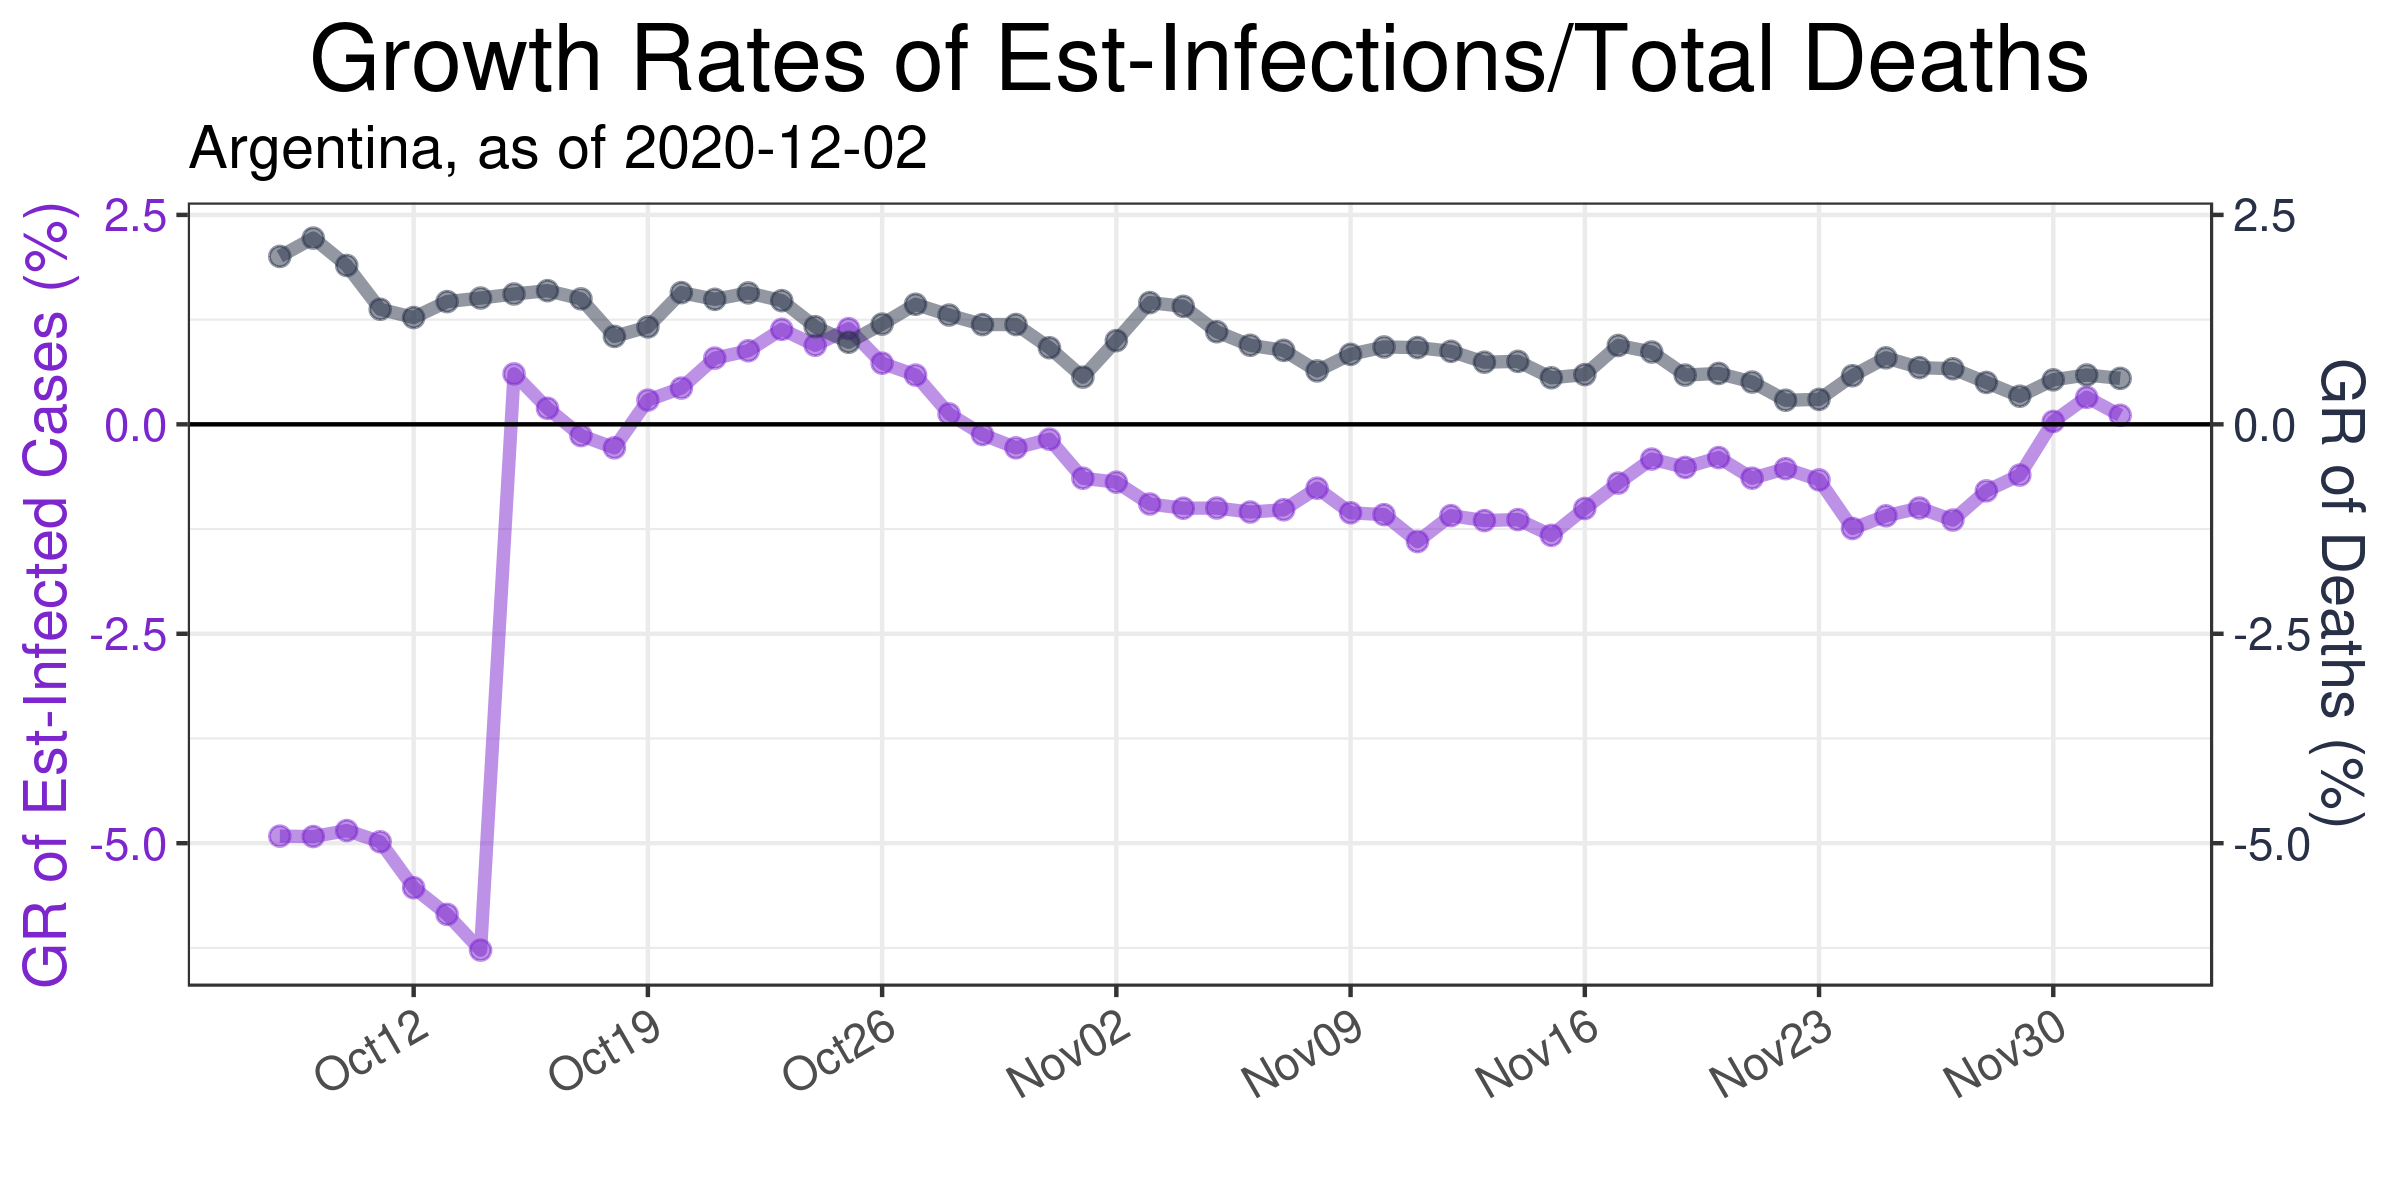 Growth Rates of Est-Infections/Total Deaths
Argentina, as of 2020-12-02
GR of Est-Infected Cases (%)
2.5
0.0
-2.5
-5.0
2.5
0.0
-2.5
-5.0
GR of Deaths (%)
Oct12
Oct19
Oct26
Nov02
Nov09
Nov16
Nov23
Nov30